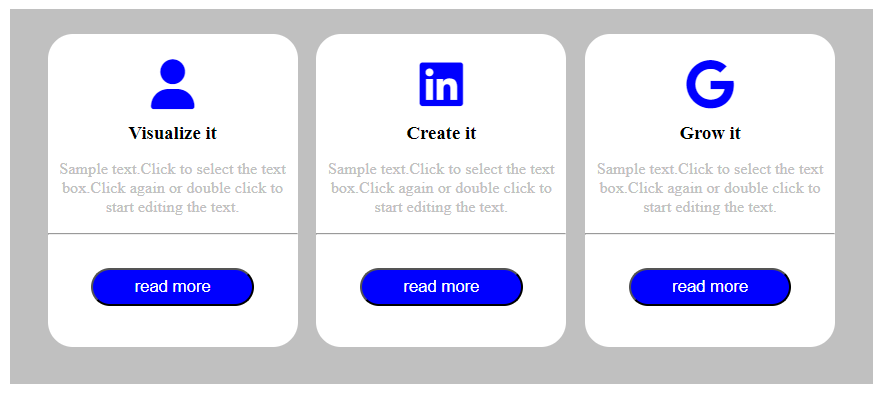 Visualize it
Sample text.Click to select the text
box.Click again or double click to
start editing the text.
read more
in
Create it
Sample text.Click to select the text
box.Click again or double click to
start editing the text.
read more
G
Grow it
Sample text.Click to select the text
box.Click again or double click to
start editing the text.
read more